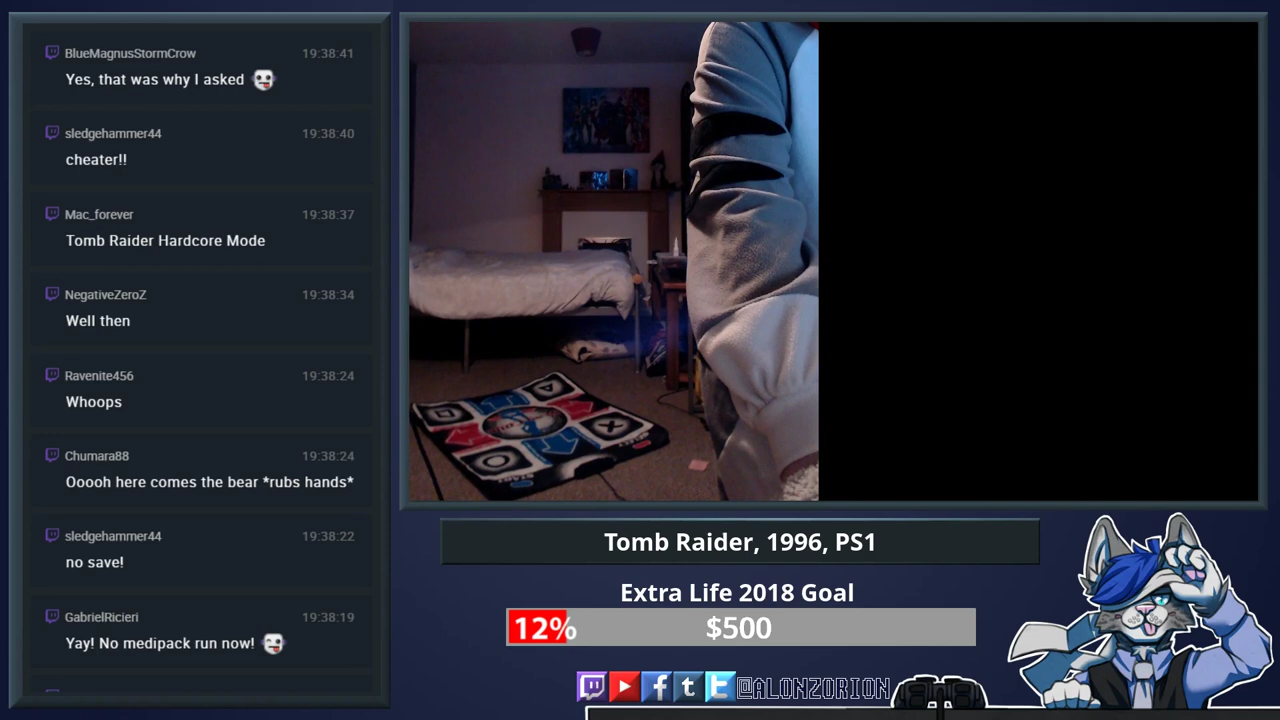 BlueMagnusStormCrow 19:38:41
Yes, that was why I asked
sledgehammer44 19:38:40
cheater!!
Mac_forever 19:38:37
Tomb Raider Hardcore Mode
NegativeZeroZ 19:38:34
Well then
Ravenite456 19:38:24
Whoops
Chumara88 19:38:24
Ooooh here comes the bear *rubs hands*
sledgehammer44 19:38:22
no save!
GabrielRicieri 19:38:19
Yay! No medipack run now!
Tomb Raider, 1996, PS1
Extra Life 2018 Goal
12% $500
@ALONZORION